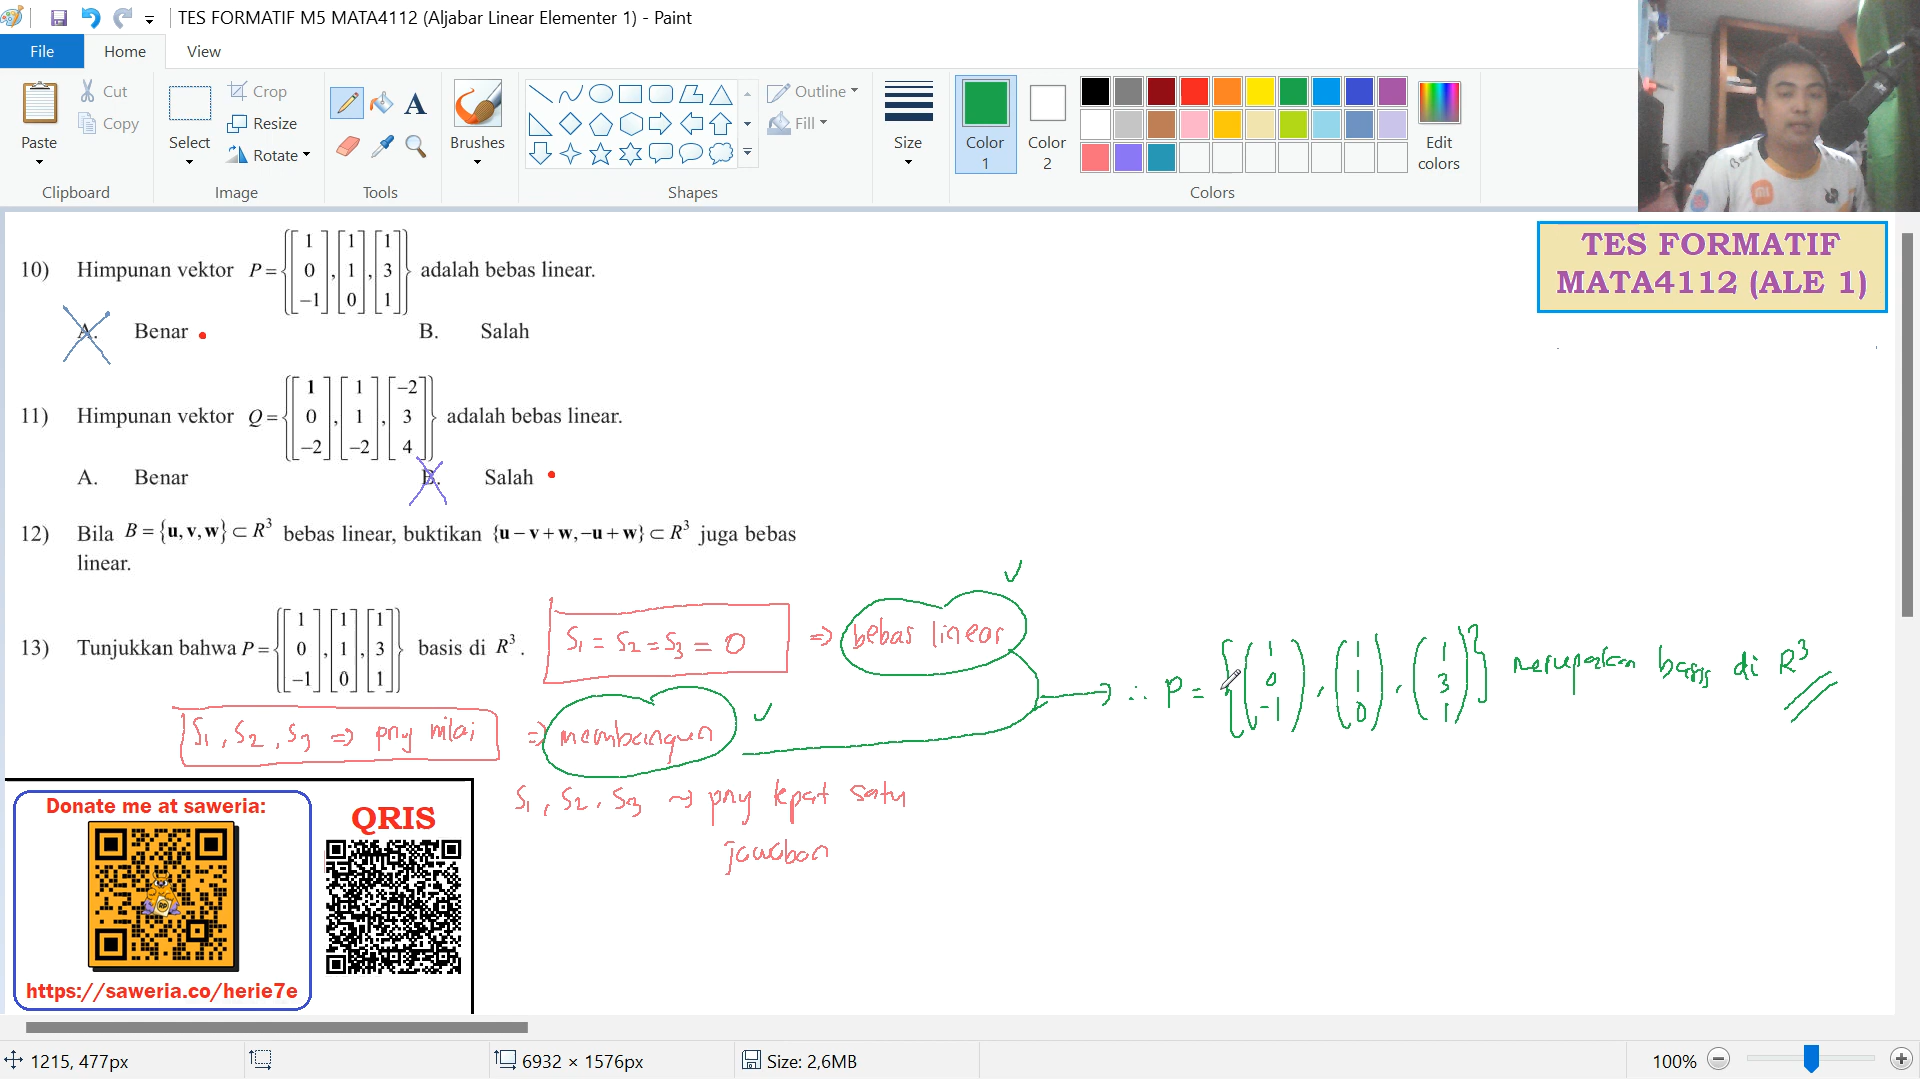 TES FORMATIF M5 MATA4112 (Aljabar Linear Elementer 1) - Paint
File Home View
Paste
Cut
Copy
Clipboard
Select
Crop
Resize
Rotate
Image
A
Tools
Brushes
Shapes
Outline
Fill
Size
Color 1
Color 2
Colors
Edit colors
TES FORMATIF
MATA4112 (ALE 1)
10) Himpunan vektor P = {[1 0 −1], [1 1 0], [1 3 1]} adalah bebas linear.
A. Benar B. Salah
11) Himpunan vektor Q = {[1 0 −2], [1 1 −2], [−2 3 4]} adalah bebas linear.
A. Benar B. Salah
12) Bila B = {u, v, w} ⊂ R³ bebas linear, buktikan {u − v + w, −u + w} ⊂ R³ juga bebas
linear.
13) Tunjukkan bahwa P = {[1 0 −1], [1 1 0], [1 3 1]} basis di R³.
S₁ = S₂ = S₃ = 0 ⇒ bebas linear
∴ P = {(1 0 −1), (1 1 0), (1 3 1)} merupakan basis di R³
S₁, S₂, S₃ ⇒ pny nilai ⇒ membangun
S₁, S₂, S₃ → pny tepat satu
jawaban
Donate me at saweria:
https://saweria.co/herie7e
QRIS
1215, 477px
6932 × 1576px
Size: 2,6MB
100%